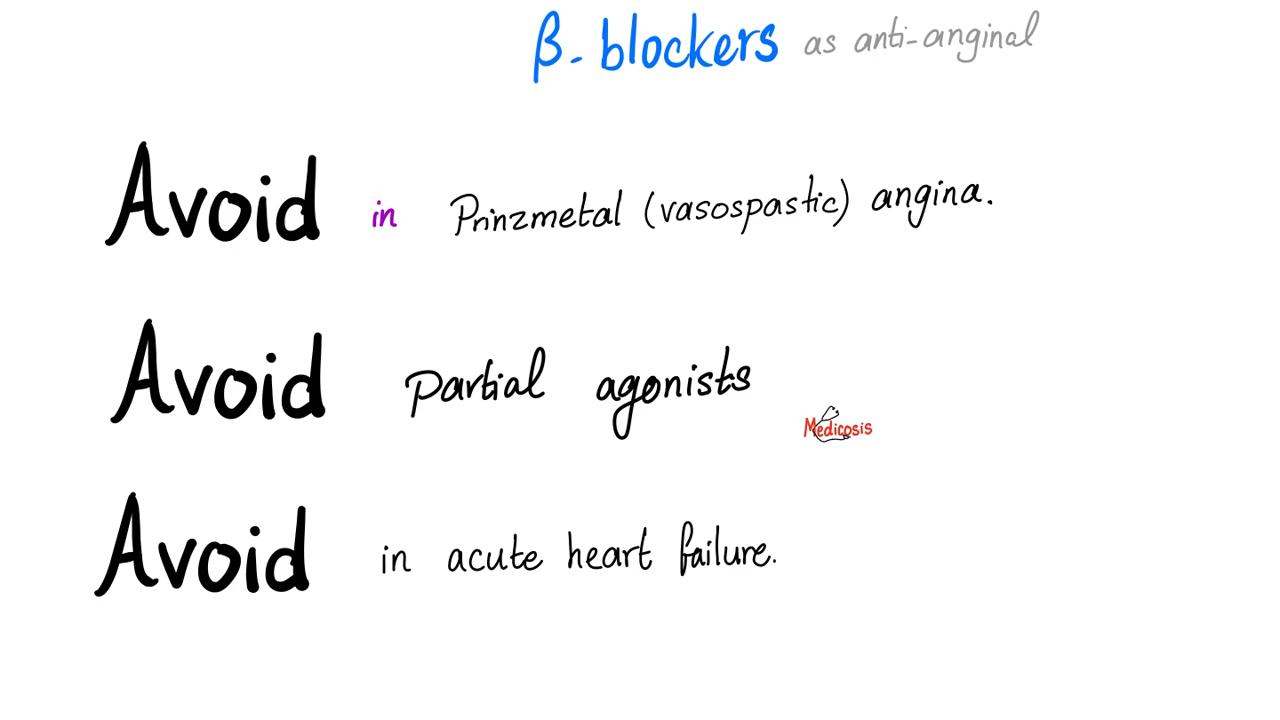 β-blockers as anti-anginal
Avoid in Prinzmetal (vasospastic) angina.
Avoid partial agonists
Medicosis
Avoid in acute heart failure.